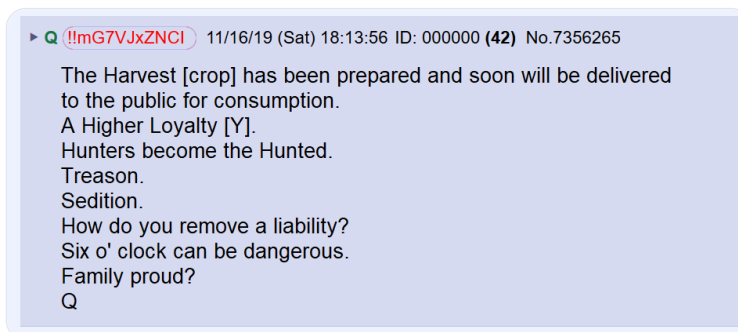 ▶ Q !!mG7VJxZNCI 11/16/19 (Sat) 18:13:56 ID: 000000 (42) No.7356265
The Harvest [crop] has been prepared and soon will be delivered
to the public for consumption.
A Higher Loyalty [Y].
Hunters become the Hunted.
Treason.
Sedition.
How do you remove a liability?
Six o' clock can be dangerous.
Family proud?
Q